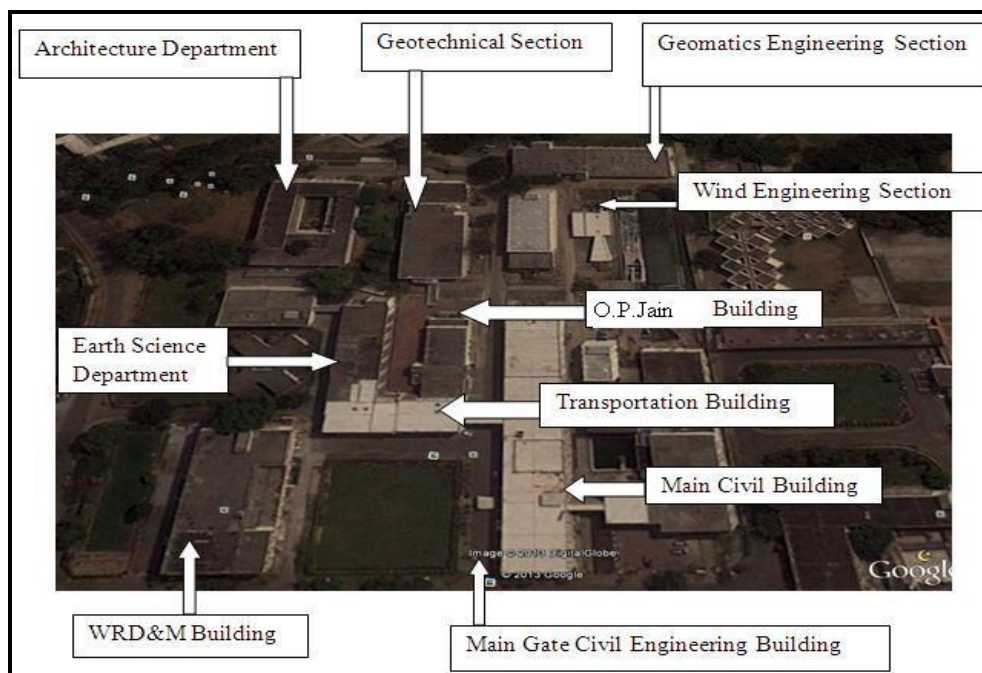 Architecture Department
Geotechnical Section
Geomatics Engineering Section
Wind Engineering Section
O.P.Jain Building
Earth Science
Department
Transportation Building
Main Civil Building
Image © 2013 DigitalGlobe
© 2013 Google
Google
WRD&M Building
Main Gate Civil Engineering Building